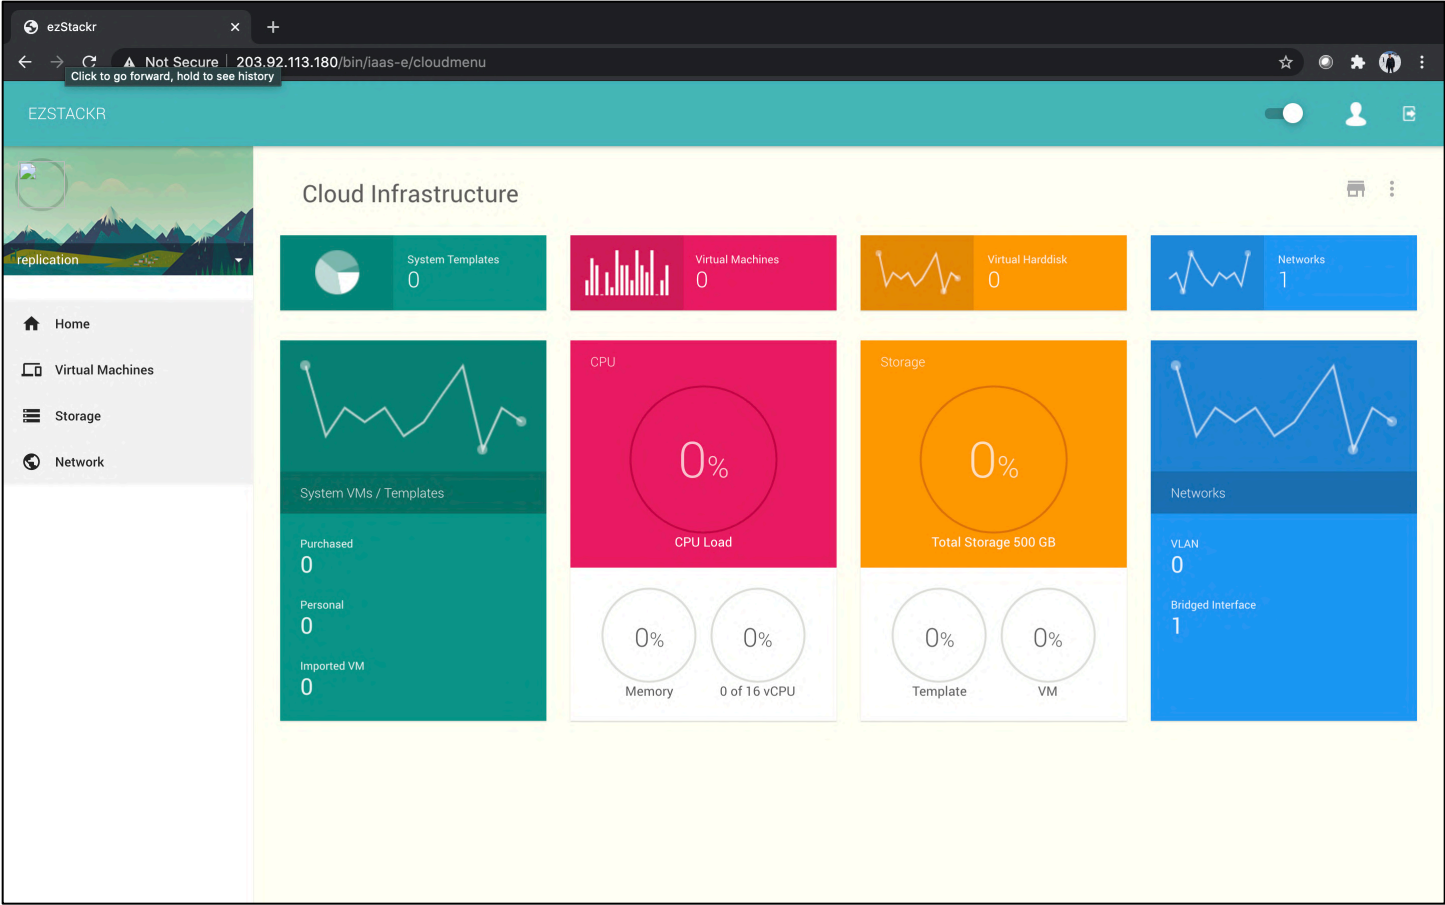 ezStackr
Not Secure 203.92.113.180/bin/iaas-e/cloudmenu
Click to go forward, hold to see history
EZSTACKR
replication
Home
Virtual Machines
Storage
Network
Cloud Infrastructure
System Templates
0
Virtual Machines
0
Virtual Harddisk
0
Networks
1
System VMs / Templates
Purchased
0
Personal
0
Imported VM
0
CPU
0%
CPU Load
0%
Memory
0%
0 of 16 vCPU
Storage
0%
Total Storage 500 GB
0%
Template
0%
VM
Networks
VLAN
0
Bridged Interface
1